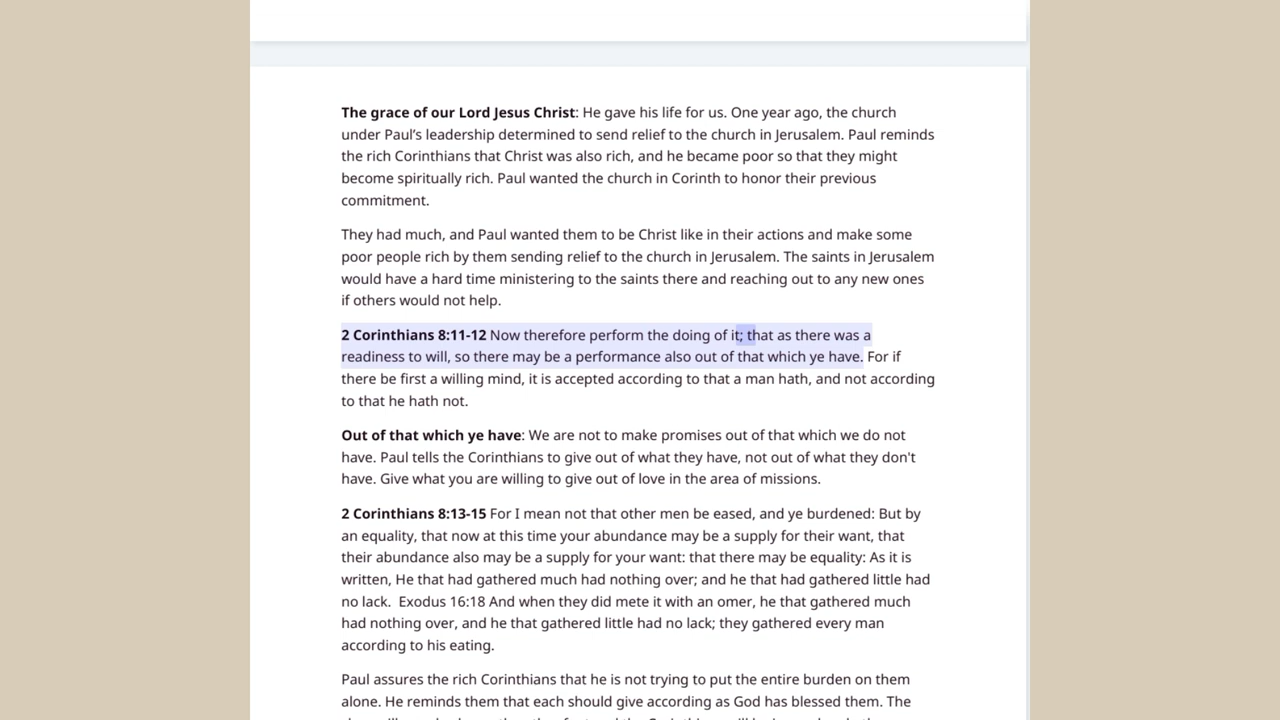 The grace of our Lord Jesus Christ: He gave his life for us. One year ago, the church
under Paul’s leadership determined to send relief to the church in Jerusalem. Paul reminds
the rich Corinthians that Christ was also rich, and he became poor so that they might
become spiritually rich. Paul wanted the church in Corinth to honor their previous
commitment.
They had much, and Paul wanted them to be Christ like in their actions and make some
poor people rich by them sending relief to the church in Jerusalem. The saints in Jerusalem
would have a hard time ministering to the saints there and reaching out to any new ones
if others would not help.
2 Corinthians 8:11-12 Now therefore perform the doing of it; that as there was a
readiness to will, so there may be a performance also out of that which ye have. For if
there be first a willing mind, it is accepted according to that a man hath, and not according
to that he hath not.
Out of that which ye have: We are not to make promises out of that which we do not
have. Paul tells the Corinthians to give out of what they have, not out of what they don't
have. Give what you are willing to give out of love in the area of missions.
2 Corinthians 8:13-15 For I mean not that other men be eased, and ye burdened: But by
an equality, that now at this time your abundance may be a supply for their want, that
their abundance also may be a supply for your want: that there may be equality: As it is
written, He that had gathered much had nothing over; and he that had gathered little had
no lack.  Exodus 16:18 And when they did mete it with an omer, he that gathered much
had nothing over, and he that gathered little had no lack; they gathered every man
according to his eating.
Paul assures the rich Corinthians that he is not trying to put the entire burden on them
alone. He reminds them that each should give according as God has blessed them. The